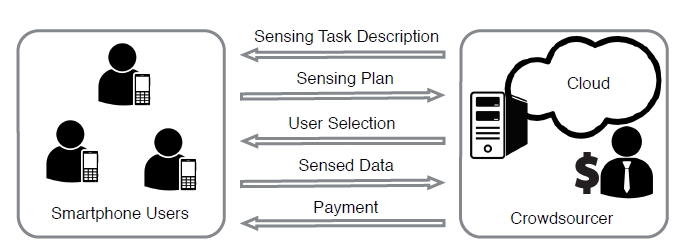 Sensing Task Description
Sensing Plan
User Selection
Sensed Data
Payment
Smartphone Users
Cloud
$
Crowdsourcer